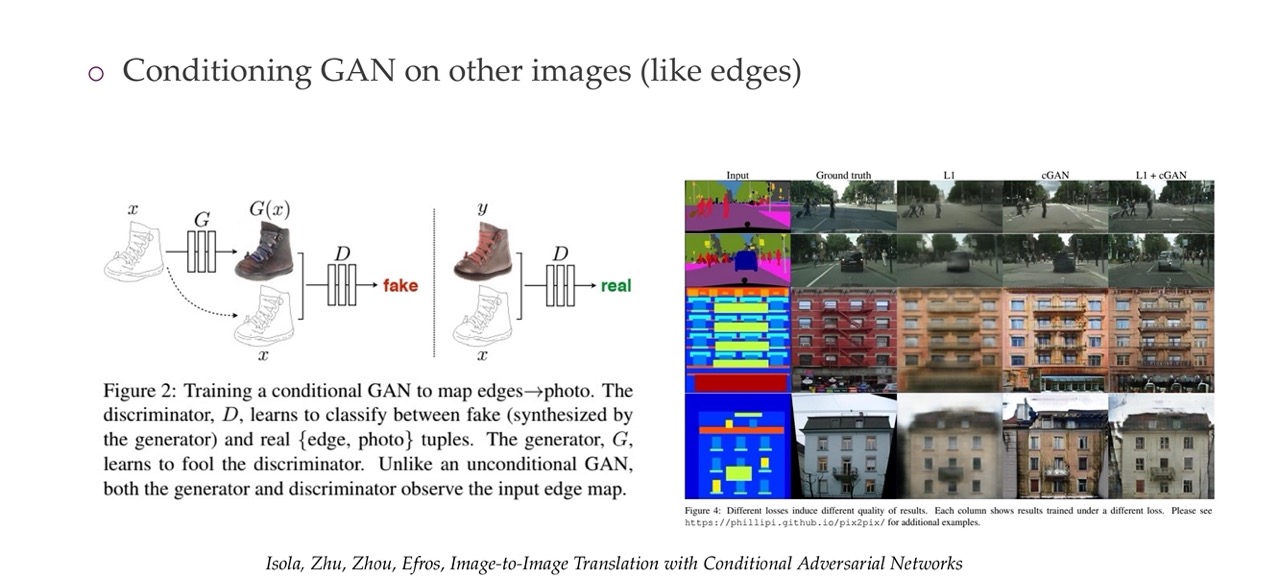 Conditioning GAN on other images (like edges)
x
G
G(x)
D
fake
x
y
D
real
x
Figure 2: Training a conditional GAN to map edges→photo. The
discriminator, D, learns to classify between fake (synthesized by
the generator) and real {edge, photo} tuples. The generator, G,
learns to fool the discriminator. Unlike an unconditional GAN,
both the generator and discriminator observe the input edge map.
Input Ground truth L1 cGAN L1 + cGAN
Figure 4: Different losses induce different quality of results. Each column shows results trained under a different loss. Please see
https://phillipi.github.io/pix2pix/ for additional examples.
Isola, Zhu, Zhou, Efros, Image-to-Image Translation with Conditional Adversarial Networks